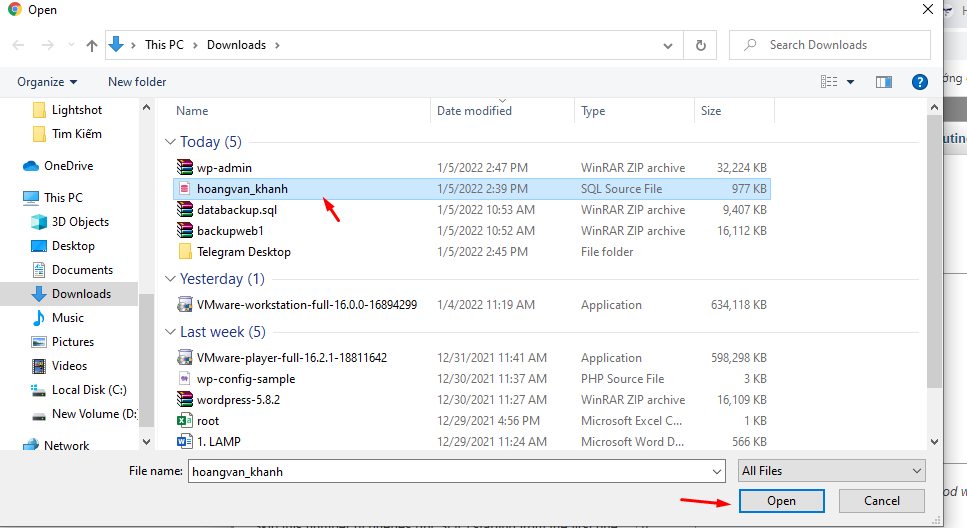 Open
This PC > Downloads >
Search Downloads
Organize
New folder
?
Lightshot
Tim Kiếm
OneDrive
This PC
3D Objects
Desktop
Documents
Downloads
Music
Pictures
Videos
Local Disk (C:)
New Volume (D:
Network
Name Date modified Type Size
Today (5)
wp-admin 1/5/2022 2:47 PM WinRAR ZIP archive 32,224 KB
hoangvan_khanh 1/5/2022 2:39 PM SQL Source File 977 KB
databackup.sql 1/5/2022 10:53 AM WinRAR ZIP archive 9,407 KB
backupweb1 1/5/2022 10:52 AM WinRAR ZIP archive 16,112 KB
Telegram Desktop 1/5/2022 2:45 PM File folder
Yesterday (1)
VMware-workstation-full-16.0.0-16894299 1/4/2022 11:19 AM Application 634,118 KB
Last week (5)
VMware-player-full-16.2.1-18811642 12/31/2021 11:41 AM Application 598,298 KB
wp-config-sample 12/30/2021 11:37 AM PHP Source File 3 KB
wordpress-5.8.2 12/30/2021 11:27 AM WinRAR ZIP archive 16,109 KB
root 12/29/2021 4:56 PM Microsoft Excel C... 1 KB
1. LAMP 12/29/2021 11:24 AM Microsoft Word D... 566 KB
File name: hoangvan_khanh
All Files
Open
Cancel